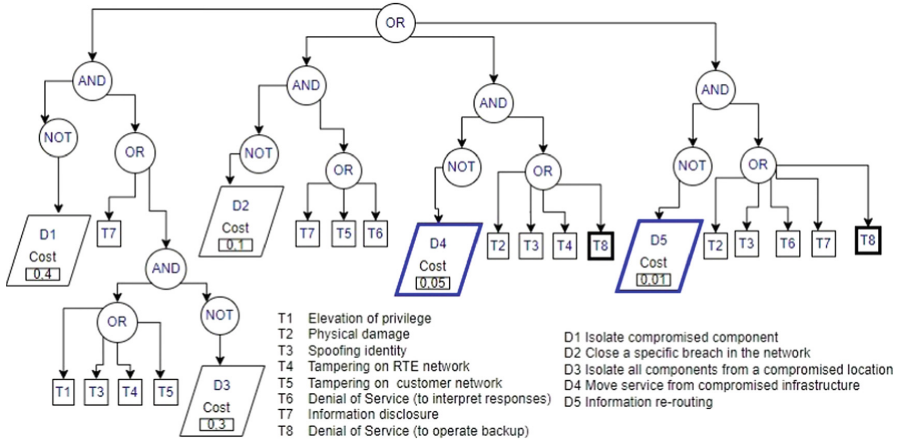 OR
AND
AND
AND
AND
NOT
OR
NOT
OR
NOT
OR
NOT
OR
D1
Cost
0.4
T7
D2
Cost
0.1
T7
T5
T6
D4
Cost
0.05
T2
T3
T4
T8
D5
Cost
0.01
T2
T3
T6
T7
T8
AND
OR
NOT
T1
T3
T4
T5
D3
Cost
0.3
T1 Elevation of privilege
T2 Physical damage
T3 Spoofing identity
T4 Tampering on RTE network
T5 Tampering on customer network
T6 Denial of Service (to interpret responses)
T7 Information disclosure
T8 Denial of Service (to operate backup)
D1 Isolate compromised component
D2 Close a specific breach in the network
D3 Isolate all components from a compromised location
D4 Move service from compromised infrastructure
D5 Information re-routing